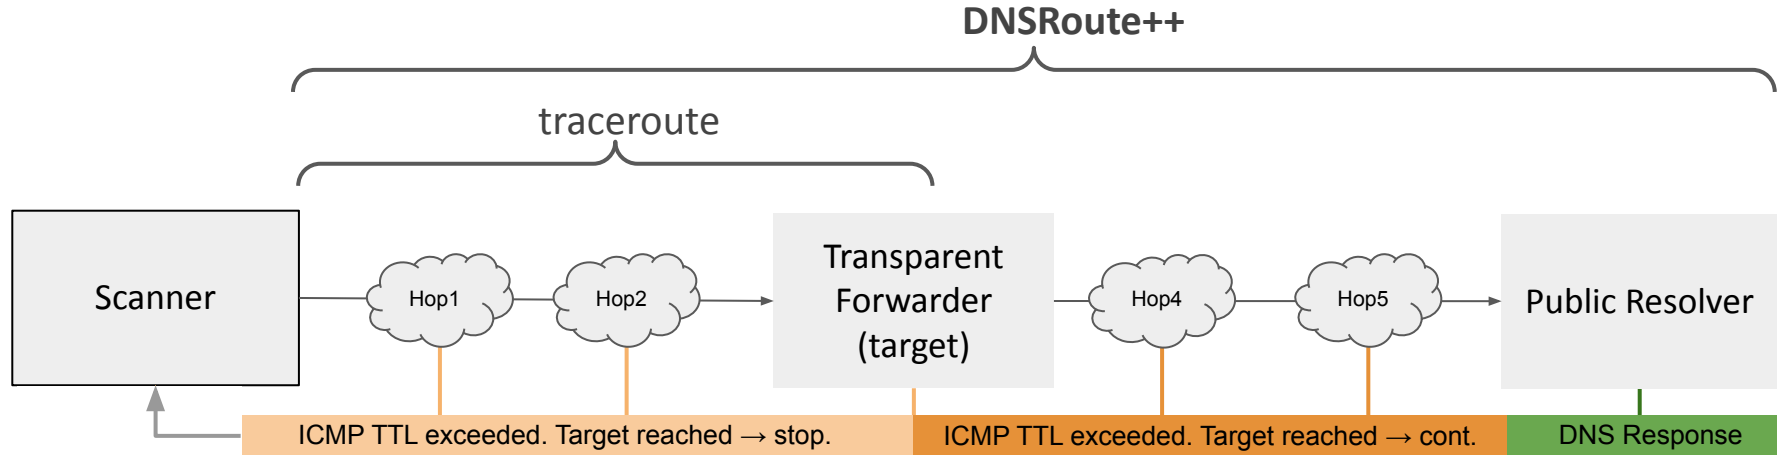 DNSRoute++
traceroute
Scanner
Hop1
Hop2
Transparent
Forwarder
(target)
Hop4
Hop5
Public Resolver
ICMP TTL exceeded. Target reached → stop.
ICMP TTL exceeded. Target reached → cont.
DNS Response